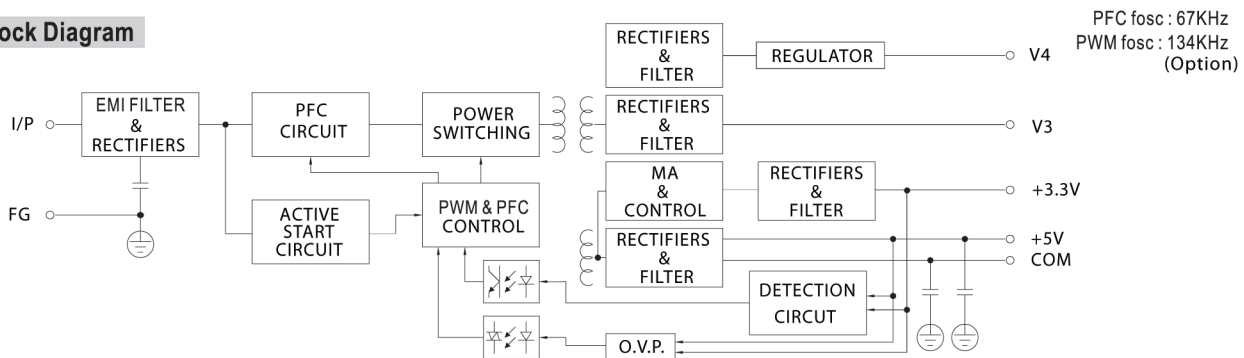 ock Diagram
PFC fosc : 67KHz
PWM fosc : 134KHz
(Option)
RECTIFIERS
&
FILTER
REGULATOR
V4
I/P
EMI FILTER
&
RECTIFIERS
PFC
CIRCUIT
POWER
SWITCHING
RECTIFIERS
&
FILTER
V3
MA
&
CONTROL
RECTIFIERS
&
FILTER
+3.3V
FG
ACTIVE
START
CIRCUIT
PWM & PFC
CONTROL
RECTIFIERS
&
FILTER
+5V
COM
DETECTION
CIRCUT
O.V.P.